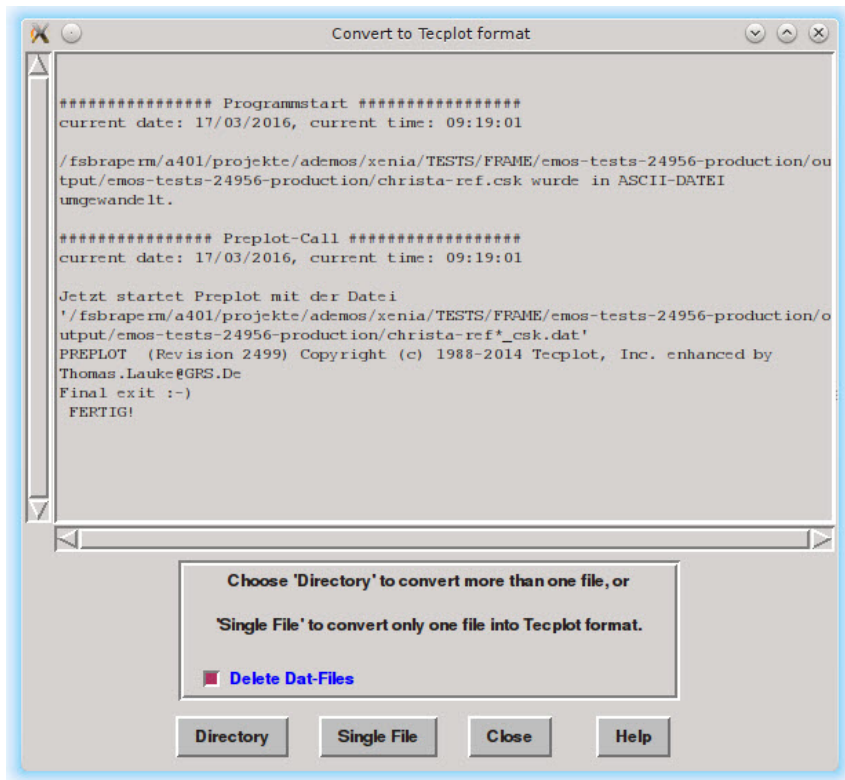 Convert to Tecplot format
################ Programmstart #################
current date: 17/03/2016, current time: 09:19:01
/fsbraperm/a401/projekte/ademos/xenia/TESTS/FRAME/emos-tests-24956-production/ou
tput/emos-tests-24956-production/christa-ref.csk wurde in ASCII-DATEI
umgewandelt.
################ Preplot-Call ##################
current date: 17/03/2016, current time: 09:19:01
Jetzt startet Preplot mit der Datei
'/fsbraperm/a401/projekte/ademos/xenia/TESTS/FRAME/emos-tests-24956-production/o
utput/emos-tests-24956-production/christa-ref*_csk.dat'
PREPLOT  (Revision 2499) Copyright (c) 1988-2014 Tecplot, Inc. enhanced by
Thomas.Lauke@GRS.De
Final exit :-)
 FERTIG!
Choose 'Directory' to convert more than one file, or
'Single File' to convert only one file into Tecplot format.
Delete Dat-Files
Directory Single File Close Help